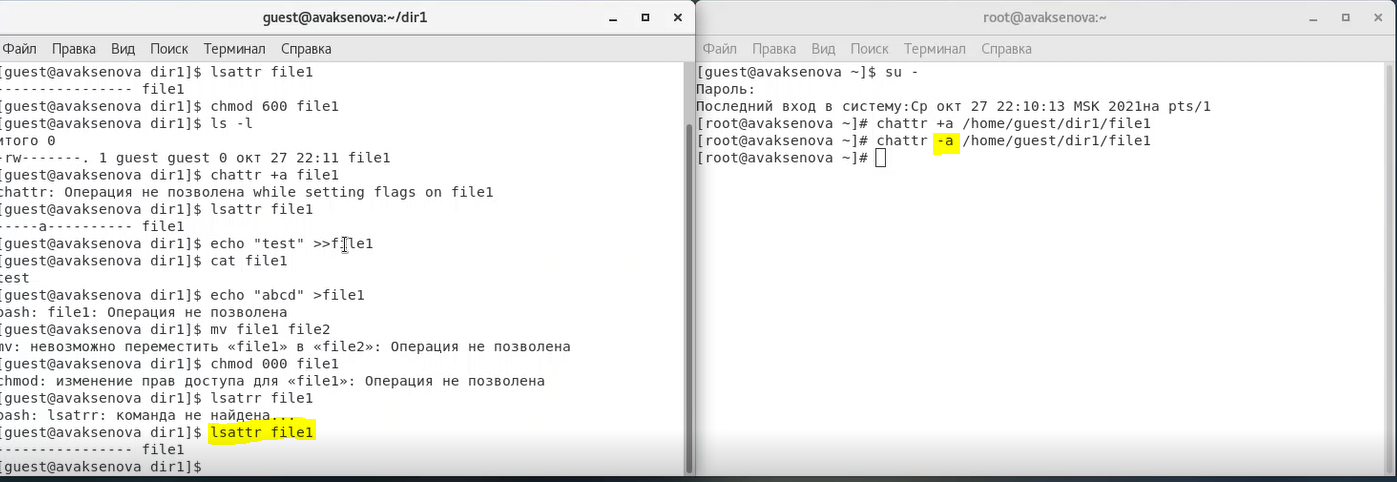 guest@avaksenova:~/dir1
Файл Правка Вид Поиск Терминал Справка
[guest@avaksenova dir1]$ lsattr file1
---------------- file1
[guest@avaksenova dir1]$ chmod 600 file1
[guest@avaksenova dir1]$ ls -l
итого 0
-rw-------. 1 guest guest 0 окт 27 22:11 file1
[guest@avaksenova dir1]$ chattr +a file1
chattr: Операция не позволена while setting flags on file1
[guest@avaksenova dir1]$ lsattr file1
-----a---------- file1
[guest@avaksenova dir1]$ echo "test" >>file1
[guest@avaksenova dir1]$ cat file1
test
[guest@avaksenova dir1]$ echo "abcd" >file1
bash: file1: Операция не позволена
[guest@avaksenova dir1]$ mv file1 file2
mv: невозможно переместить «file1» в «file2»: Операция не позволена
[guest@avaksenova dir1]$ chmod 000 file1
chmod: изменение прав доступа для «file1»: Операция не позволена
[guest@avaksenova dir1]$ lsatrr file1
bash: lsatrr: команда не найдена...
[guest@avaksenova dir1]$ lsattr file1
---------------- file1
[guest@avaksenova dir1]$
root@avaksenova:~
Файл Правка Вид Поиск Терминал Справка
[guest@avaksenova ~]$ su -
Пароль:
Последний вход в систему:Ср окт 27 22:10:13 MSK 2021на pts/1
[root@avaksenova ~]# chattr +a /home/guest/dir1/file1
[root@avaksenova ~]# chattr -a /home/guest/dir1/file1
[root@avaksenova ~]#